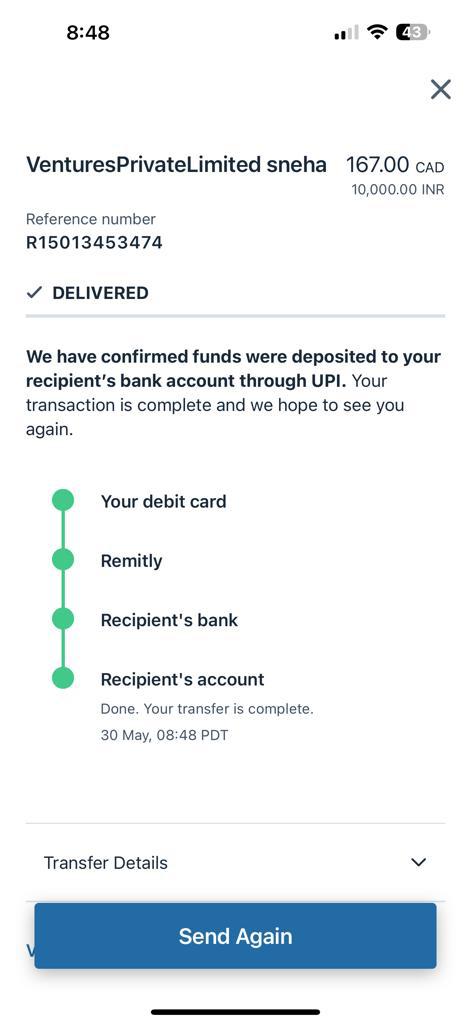 8:48
43
VenturesPrivateLimited sneha 167.00 CAD
10,000.00 INR
Reference number
R15013453474
DELIVERED
We have confirmed funds were deposited to your
recipient's bank account through UPI. Your
transaction is complete and we hope to see you
again.
Your debit card
Remitly
Recipient's bank
Recipient's account
Done. Your transfer is complete.
30 May, 08:48 PDT
Transfer Details
Send Again